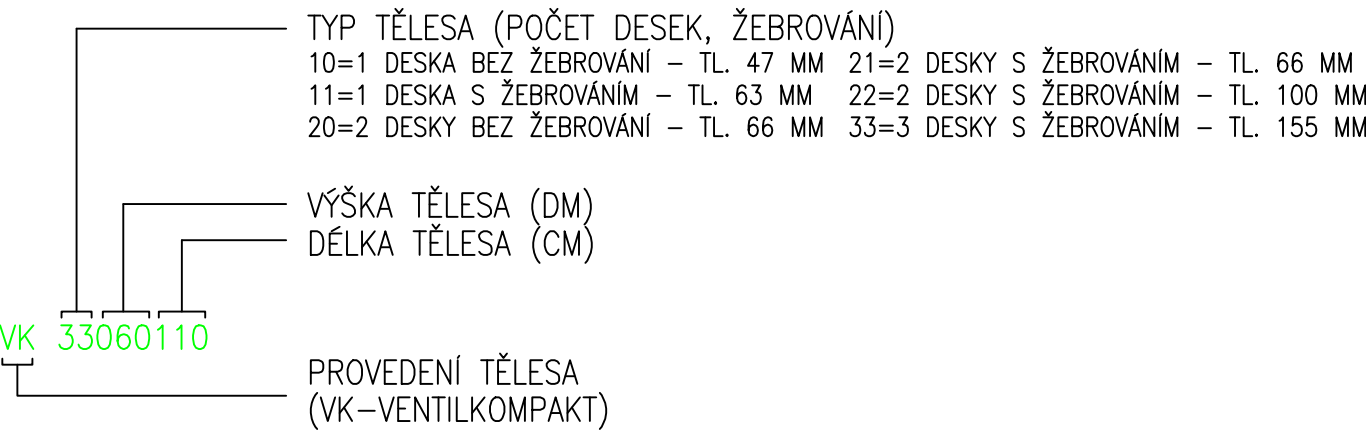 TYP TĚLESA (POČET DESEK, ŽEBROVÁNÍ)
10=1 DESKA BEZ ŽEBROVÁNÍ – TL. 47 MM 21=2 DESKY S ŽEBROVÁNÍM – TL. 66 MM
11=1 DESKA S ŽEBROVÁNÍM – TL. 63 MM 22=2 DESKY S ŽEBROVÁNÍM – TL. 100 MM
20=2 DESKY BEZ ŽEBROVÁNÍ – TL. 66 MM 33=3 DESKY S ŽEBROVÁNÍM – TL. 155 MM
VÝŠKA TĚLESA (DM)
DÉLKA TĚLESA (CM)
VK 33060110
PROVEDENÍ TĚLESA
(VK–VENTILKOMPAKT)